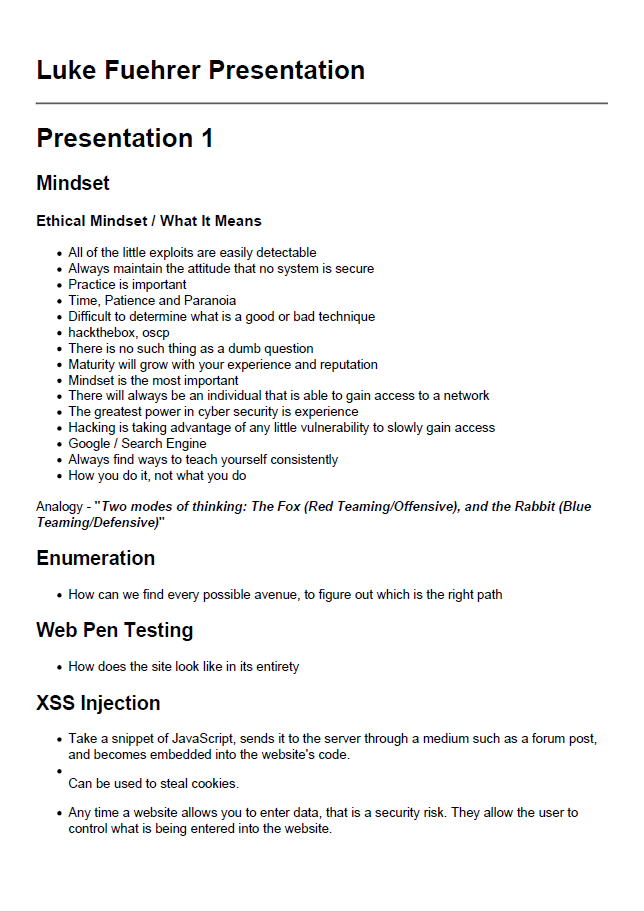 Luke Fuehrer Presentation
Presentation 1
Mindset
Ethical Mindset / What It Means
• All of the little exploits are easily detectable
• Always maintain the attitude that no system is secure
• Practice is important
• Time, Patience and Paranoia
• Difficult to determine what is a good or bad technique
• hackthebox, oscp
• There is no such thing as a dumb question
• Maturity will grow with your experience and reputation
• Mindset is the most important
• There will always be an individual that is able to gain access to a network
• The greatest power in cyber security is experience
• Hacking is taking advantage of any little vulnerability to slowly gain access
• Google / Search Engine
• Always find ways to teach yourself consistently
• How you do it, not what you do
Analogy - "Two modes of thinking: The Fox (Red Teaming/Offensive), and the Rabbit (Blue
Teaming/Defensive)"
Enumeration
• How can we find every possible avenue, to figure out which is the right path
Web Pen Testing
• How does the site look like in its entirety
XSS Injection
• Take a snippet of JavaScript, sends it to the server through a medium such as a forum post,
and becomes embedded into the website's code.
•
Can be used to steal cookies.
• Any time a website allows you to enter data, that is a security risk. They allow the user to
control what is being entered into the website.